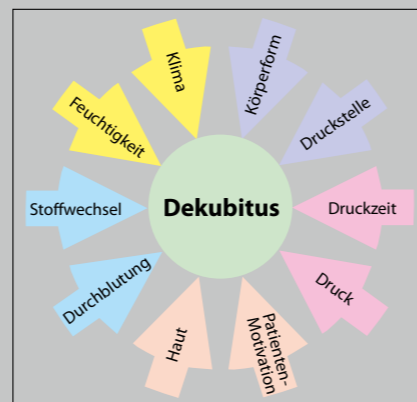 Klima
Körperform
Feuchtigkeit
Druckstelle
Stoffwechsel
Dekubitus
Druckzeit
Durchblutung
Druck
Haut
Patienten-
Motivation